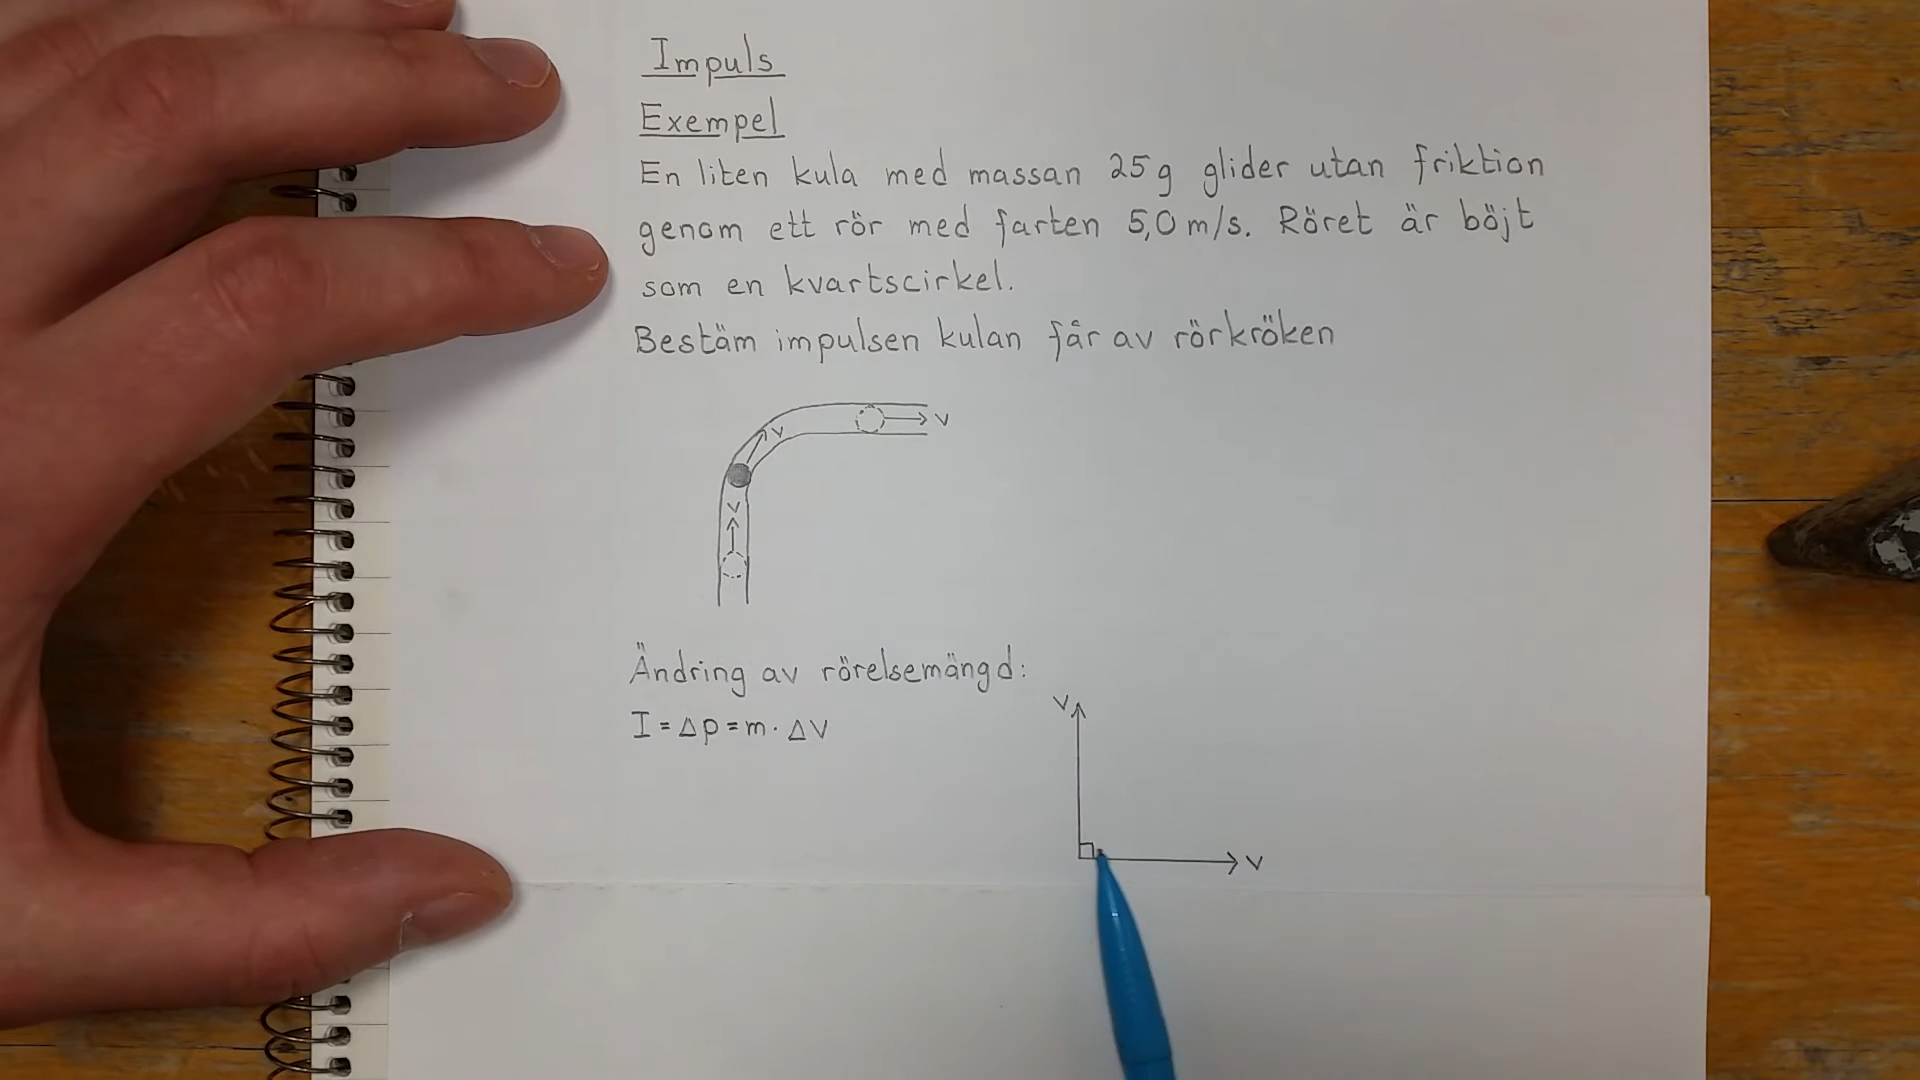 Impuls
Exempel
En liten kula med massan 25g glider utan friktion
genom ett rör med farten 5,0 m/s. Röret är böjt
som en kvartscirkel.
Bestäm impulsen kulan får av rörkröken
v
v
v
Ändring av rörelsemängd:
I = Δp = m · Δv
v
v